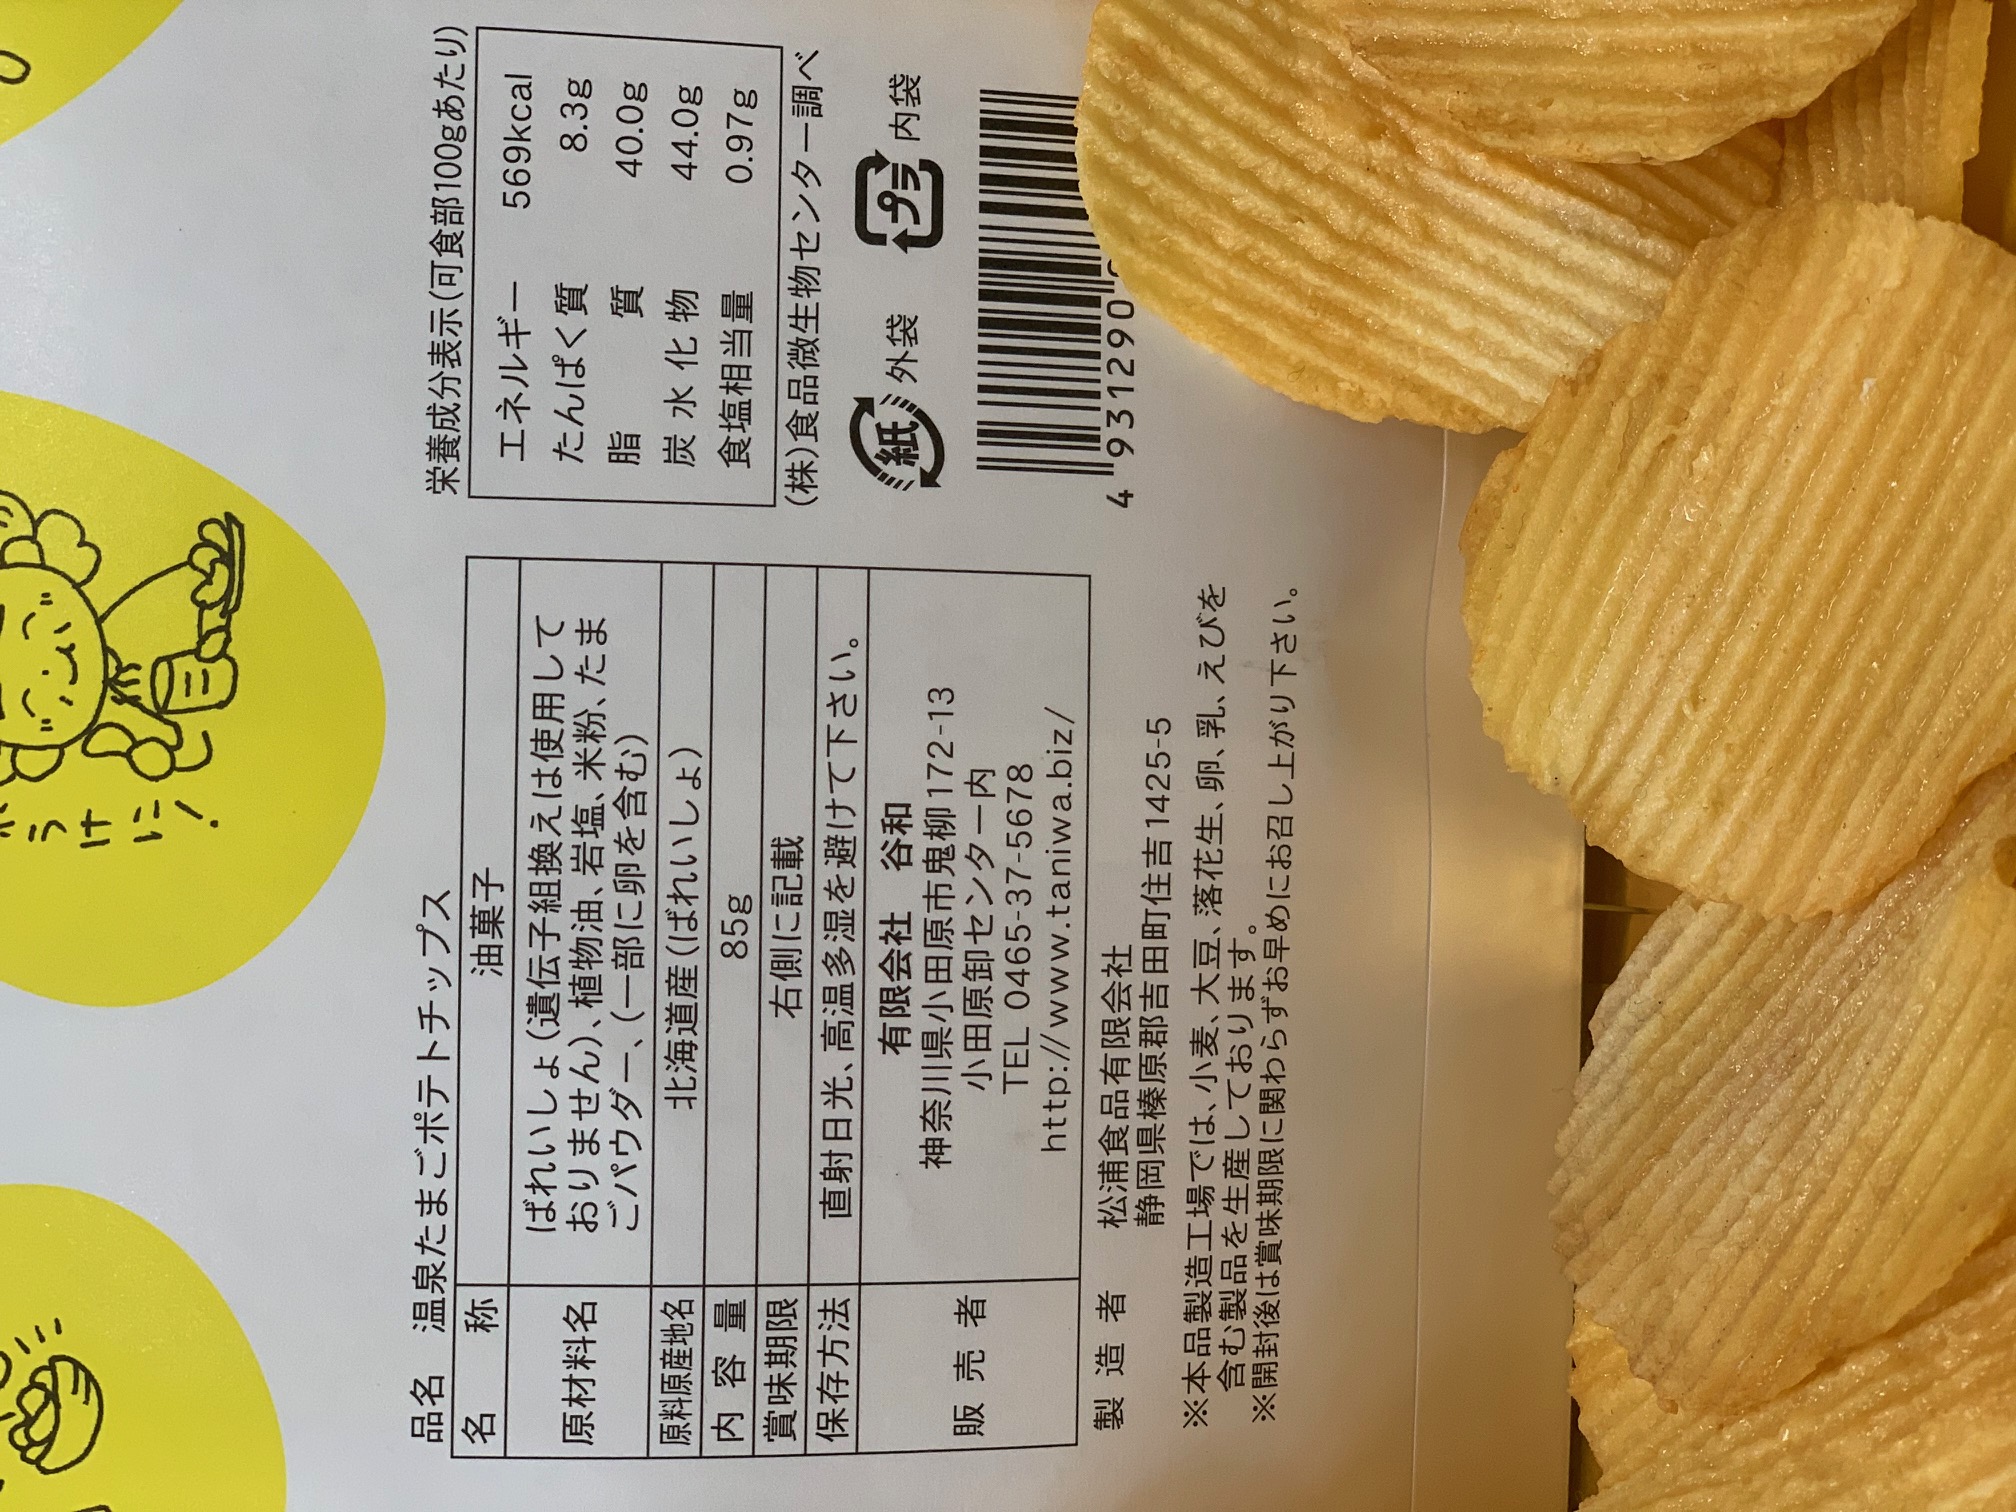 うけに!
品名 温泉たまごポテトチップス
名称 油菓子
原材料名 ばれいしょ(遺伝子組換えは使用して
おりません)、植物油、岩塩、米粉、たま
ごパウダー、(一部に卵を含む)
原料原産地名 北海道産(ばれいしょ)
内容量 85g
賞味期限 右側に記載
保存方法 直射日光、高温多湿を避けて下さい。
販売者 有限会社 谷和
神奈川県小田原市鬼柳172-13
小田原卸センター内
TEL 0465-37-5678
http://www.taniwa.biz/
製造者 松浦食品有限会社
静岡県榛原郡吉田町住吉1425-5
※本品製造工場では、小麦、大豆、落花生、卵、乳、えびを
含む製品を生産しております。
※開封後は賞味期限に関わらずお早めにお召し上がり下さい。
栄養成分表示(可食部100gあたり)
エネルギー 569kcal
たんぱく質 8.3g
脂質 40.0g
炭水化物 44.0g
食塩相当量 0.97g
(株)食品微生物センター調べ
紙 外袋 プラ 内袋
4 931290